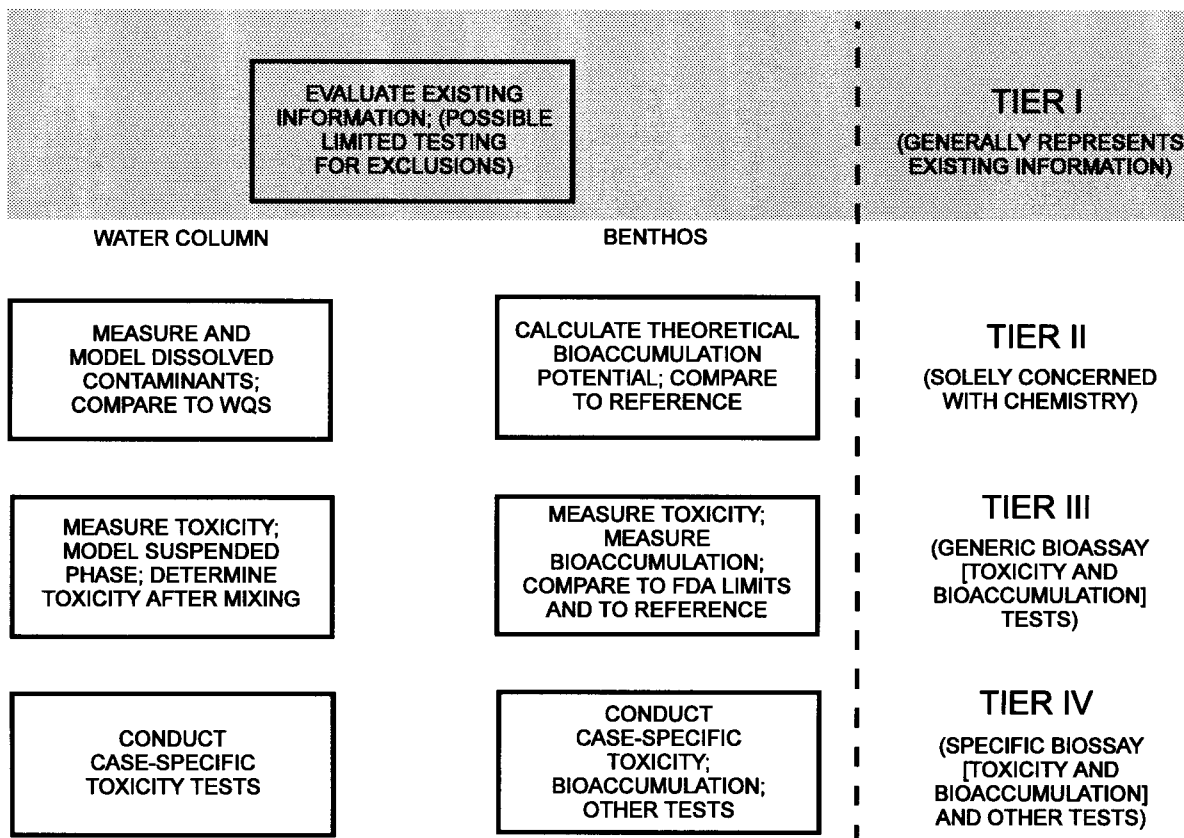 EVALUATE EXISTING
INFORMATION; (POSSIBLE
LIMITED TESTING
FOR EXCLUSIONS)
TIER I
(GENERALLY REPRESENTS
EXISTING INFORMATION)
WATER COLUMN
BENTHOS
MEASURE AND
MODEL DISSOLVED
CONTAMINANTS;
COMPARE TO WQS
CALCULATE THEORETICAL
BIOACCUMULATION
POTENTIAL; COMPARE
TO REFERENCE
TIER II
(SOLELY CONCERNED
WITH CHEMISTRY)
MEASURE TOXICITY;
MODEL SUSPENDED
PHASE; DETERMINE
TOXICITY AFTER MIXING
MEASURE TOXICITY;
MEASURE
BIOACCUMULATION;
COMPARE TO FDA LIMITS
AND TO REFERENCE
TIER III
(GENERIC BIOASSAY
[TOXICITY AND
BIOACCUMULATION]
TESTS)
CONDUCT
CASE-SPECIFIC
TOXICITY TESTS
CONDUCT
CASE-SPECIFIC
TOXICITY;
BIOACCUMULATION;
OTHER TESTS
TIER IV
(SPECIFIC BIOSSAY
[TOXICITY AND
BIOACCUMULATION]
AND OTHER TESTS)